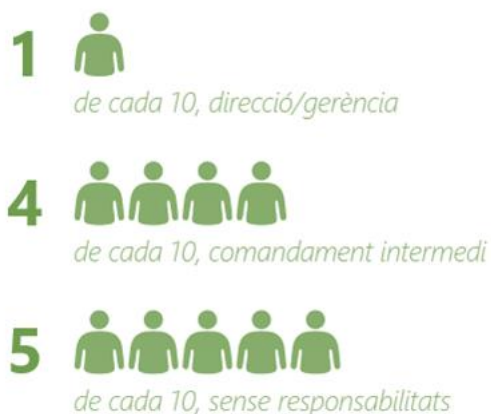 1
de cada 10, direcció/gerència
4
de cada 10, comandament intermedi
5
de cada 10, sense responsabilitats